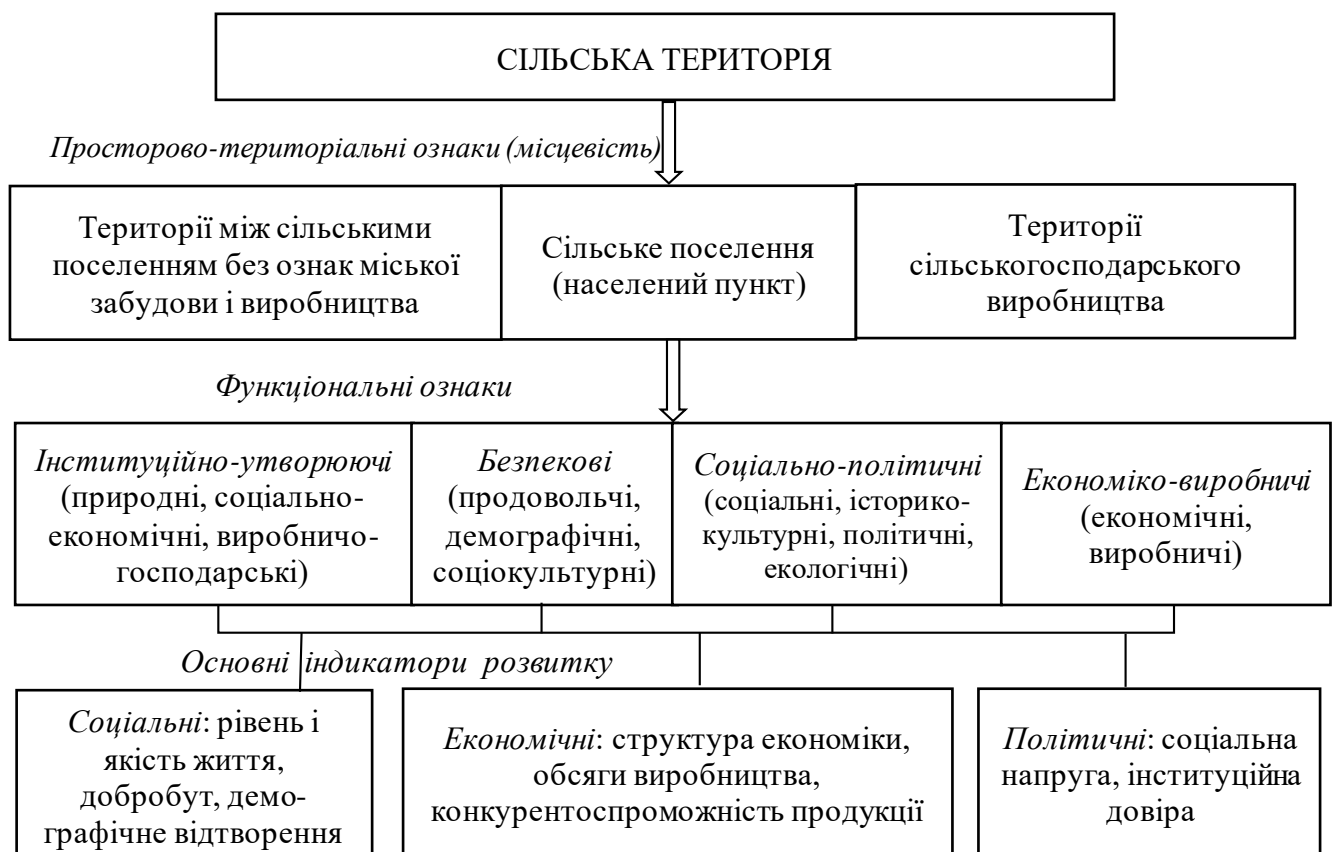 СІЛЬСЬКА ТЕРИТОРІЯ
Просторово-територіальні ознаки (місцевість)
Території між сільськими
поселенням без ознак міської
забудови і виробництва
Сільське поселення
(населений пункт)
Території
сільськогосподарського
виробництва
Функціональні ознаки
Інституційно-утворюючі
(природні, соціально-
економічні, виробничо-
господарські)
Безпекові
(продовольчі,
демографічні,
соціокультурні)
Соціально-політичні
(соціальні, історико-
культурні, політичні,
екологічні)
Економіко-виробничі
(економічні,
виробничі)
Основні індикатори розвитку
Соціальні: рівень і
якість життя,
добробут, демо-
графічне відтворення
Економічні: структура економіки,
обсяги виробництва,
конкурентоспроможність продукції
Політичні: соціальна
напруга, інституційна
довіра